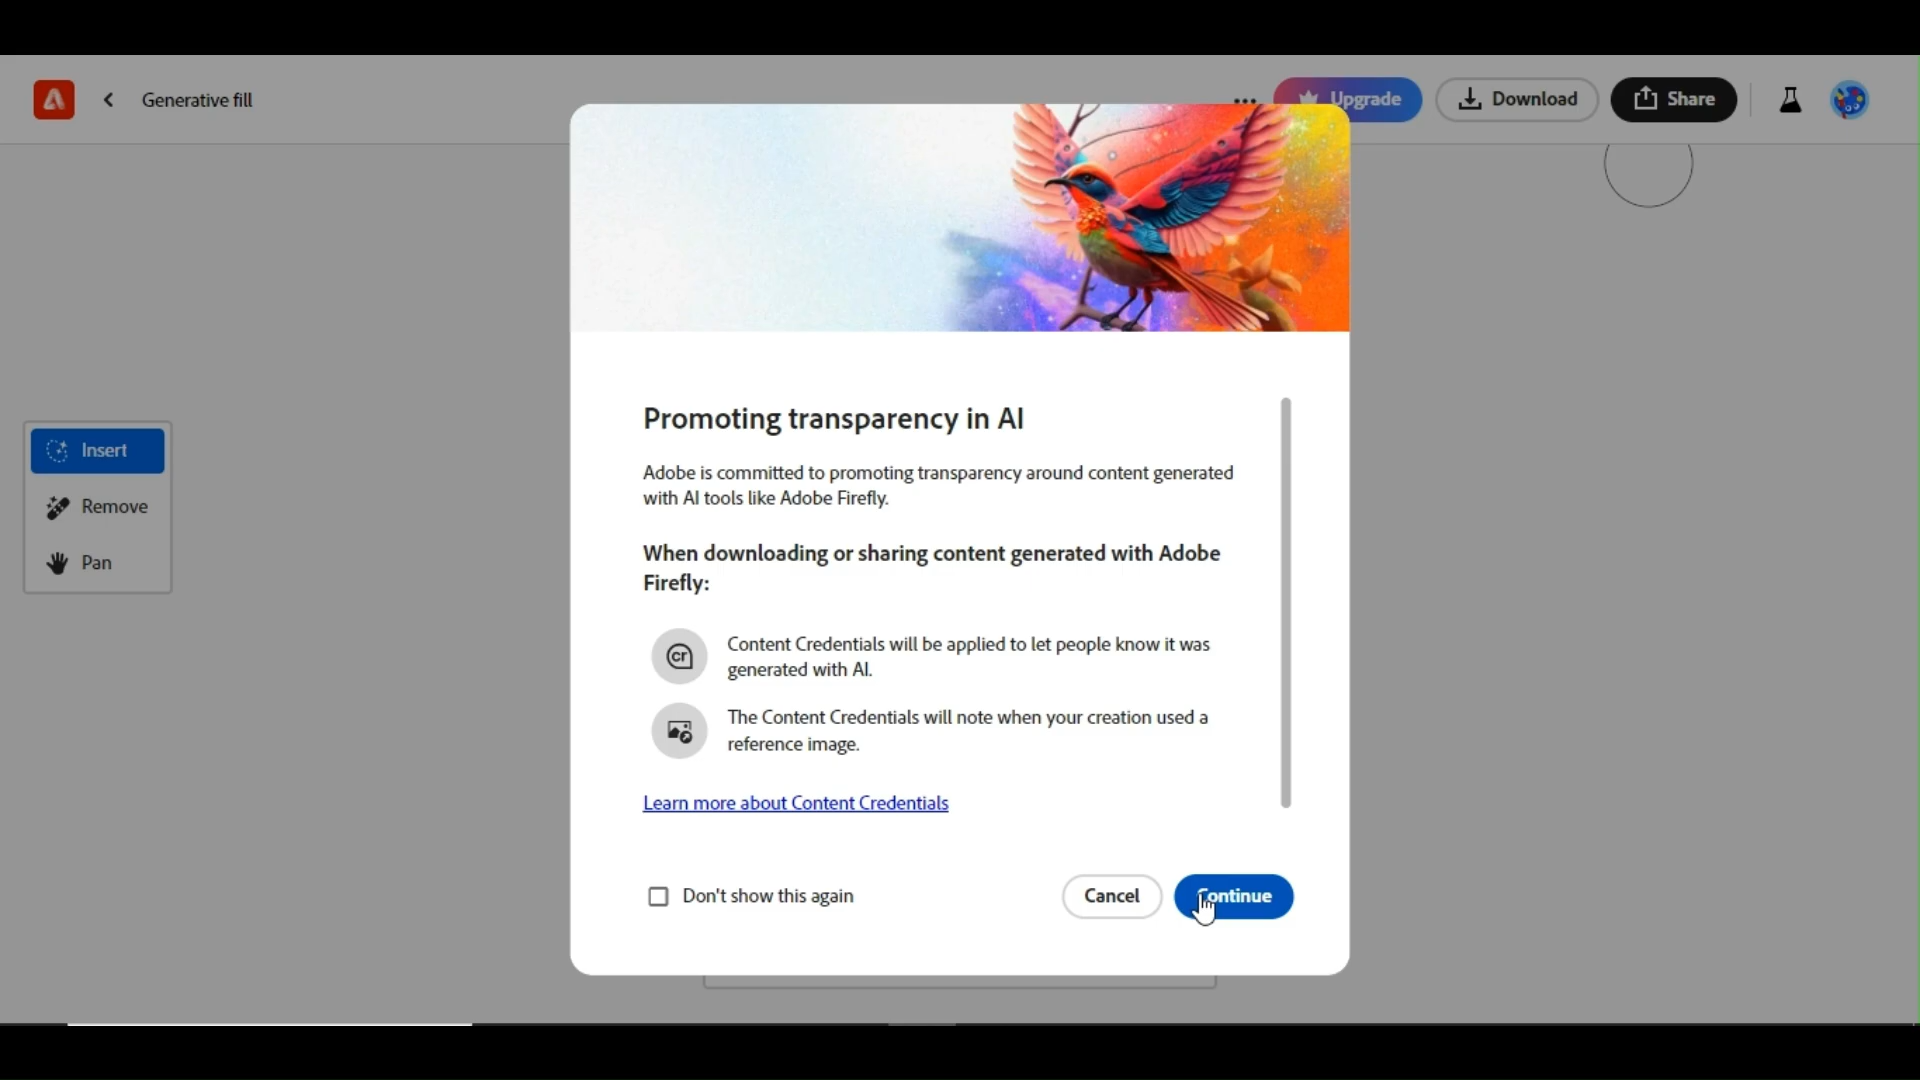 Generative fill
Upgrade
Download
Share
Insert
Remove
Pan
Promoting transparency in AI
Adobe is committed to promoting transparency around content generated
with AI tools like Adobe Firefly.
When downloading or sharing content generated with Adobe
Firefly:
cr
Content Credentials will be applied to let people know it was
generated with AI.
The Content Credentials will note when your creation used a
reference image.
Learn more about Content Credentials
Don't show this again
Cancel
Continue